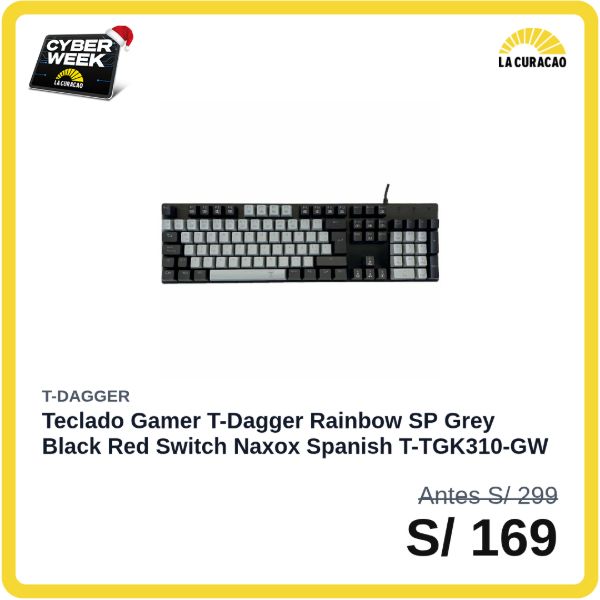 CYBER
WEEK
LA CURACAO
LA CURACAO
T-DAGGER
Teclado Gamer T-Dagger Rainbow SP Grey
Black Red Switch Naxox Spanish T-TGK310-GW
Antes S/ 299
S/ 169